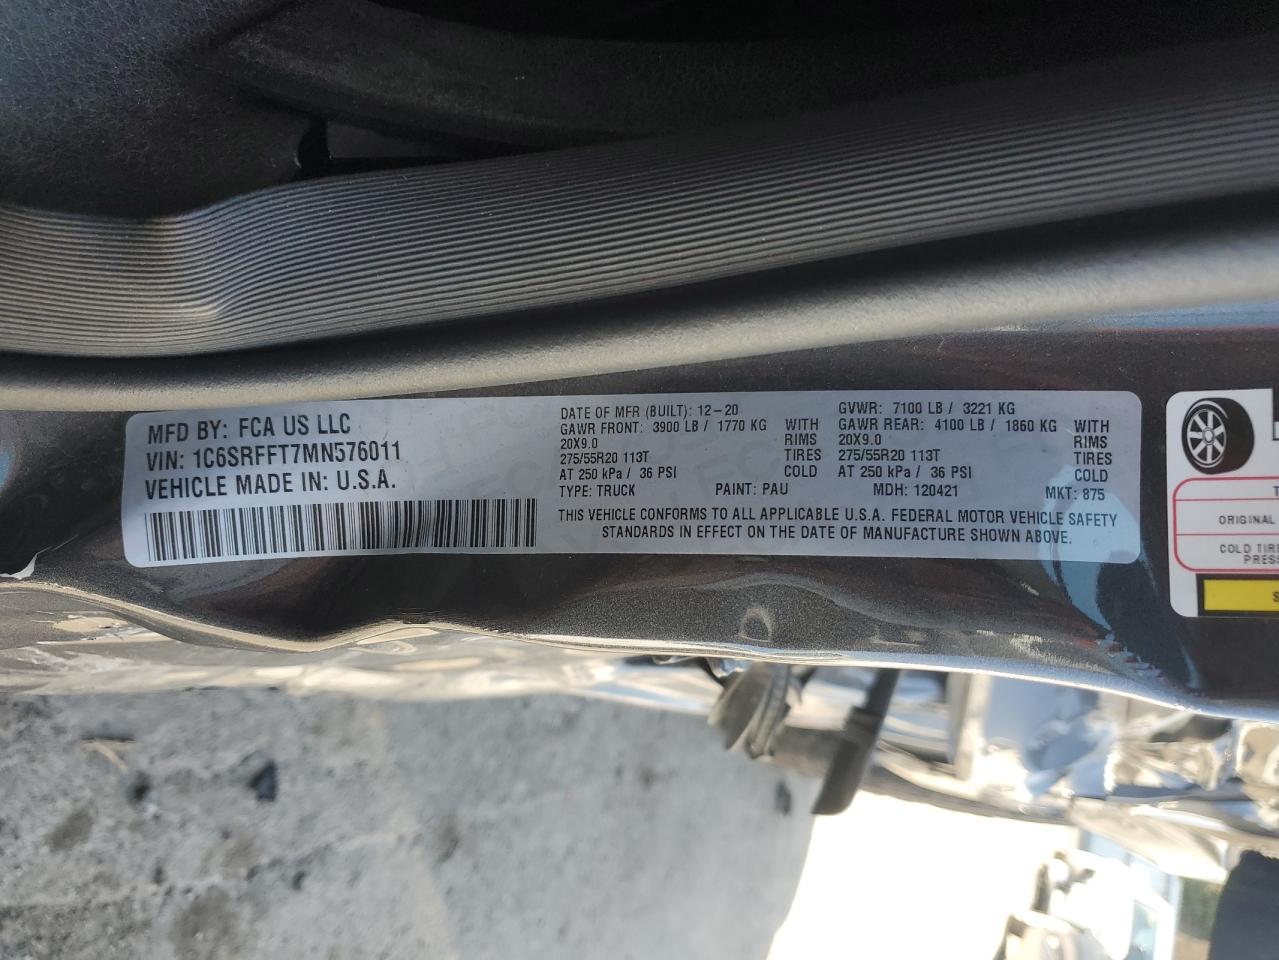 MFD BY: FCA US LLC
VIN: 1C6SRFFT7MN576011
VEHICLE MADE IN: U.S.A.
DATE OF MFR (BUILT): 12-20
GAWR FRONT: 3900 LB / 1770 KG WITH
20X9.0 RIMS
275/55R20 113T TIRES
AT 250 kPa / 36 PSI COLD
GVWR: 7100 LB / 3221 KG
GAWR REAR: 4100 LB / 1860 KG WITH
20X9.0 RIMS
275/55R20 113T TIRES
AT 250 kPa / 36 PSI COLD
TYPE: TRUCK PAINT: PAU MDH: 120421 MKT: 875
THIS VEHICLE CONFORMS TO ALL APPLICABLE U.S.A. FEDERAL MOTOR VEHICLE SAFETY
STANDARDS IN EFFECT ON THE DATE OF MANUFACTURE SHOWN ABOVE.
ORIGINAL
COLD
PRESS